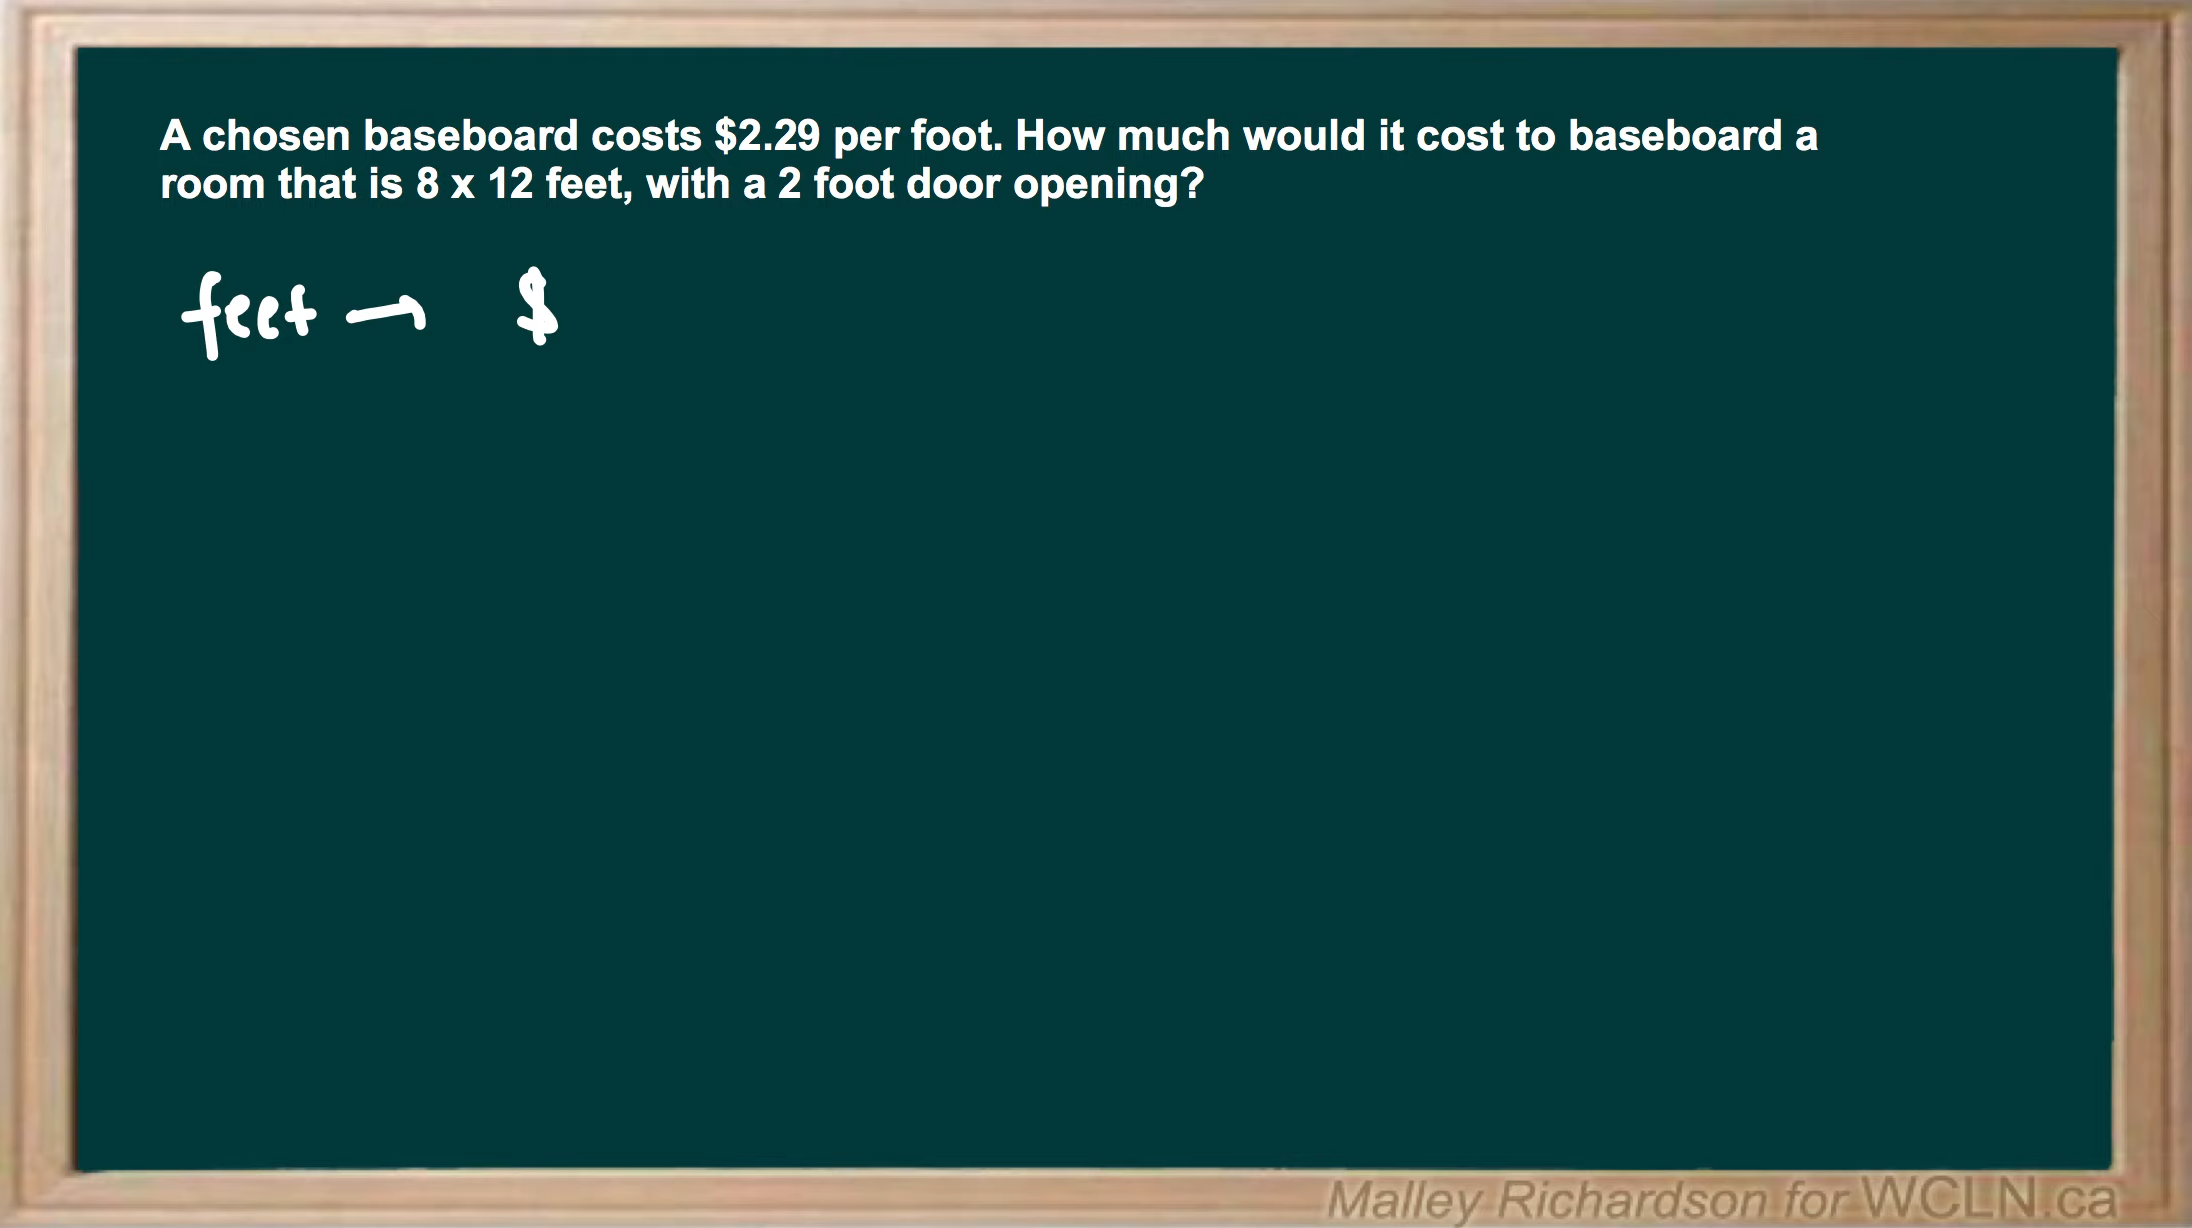 A chosen baseboard costs $2.29 per foot. How much would it cost to baseboard a
room that is 8 x 12 feet, with a 2 foot door opening?
feet → $
Malley Richardson for WCLN.ca